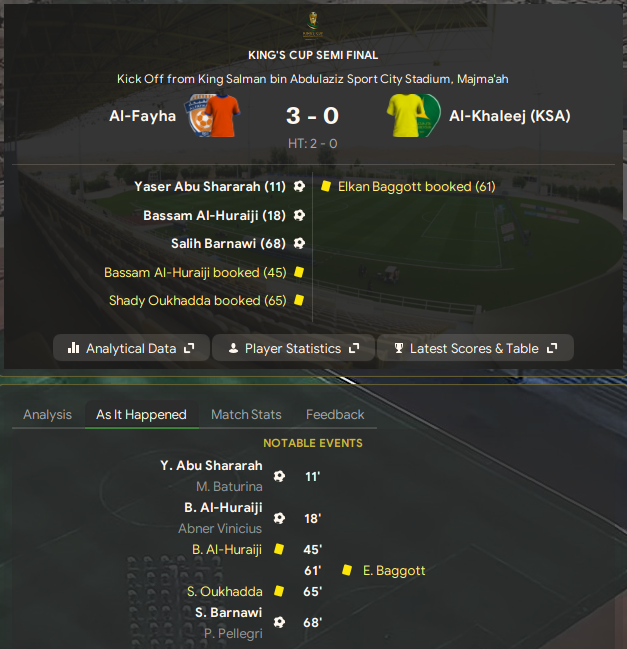 KING'S CUP SEMI FINAL
Kick Off from King Salman bin Abdulaziz Sport City Stadium, Majma'ah
Al-Fayha 3 - 0 Al-Khaleej (KSA)
HT: 2 - 0
Yaser Abu Shararah (11) Elkan Baggott booked (61)
Bassam Al-Huraiji (18)
Salih Barnawi (68)
Bassam Al-Huraiji booked (45)
Shady Oukhadda booked (65)
Analytical Data Player Statistics Latest Scores & Table
Analysis As It Happened Match Stats Feedback
NOTABLE EVENTS
Y. Abu Shararah 11'
M. Baturina
B. Al-Huraiji 18'
Abner Vinicius
B. Al-Huraiji 45'
61' E. Baggott
S. Oukhadda 65'
S. Barnawi 68'
P. Pellegri